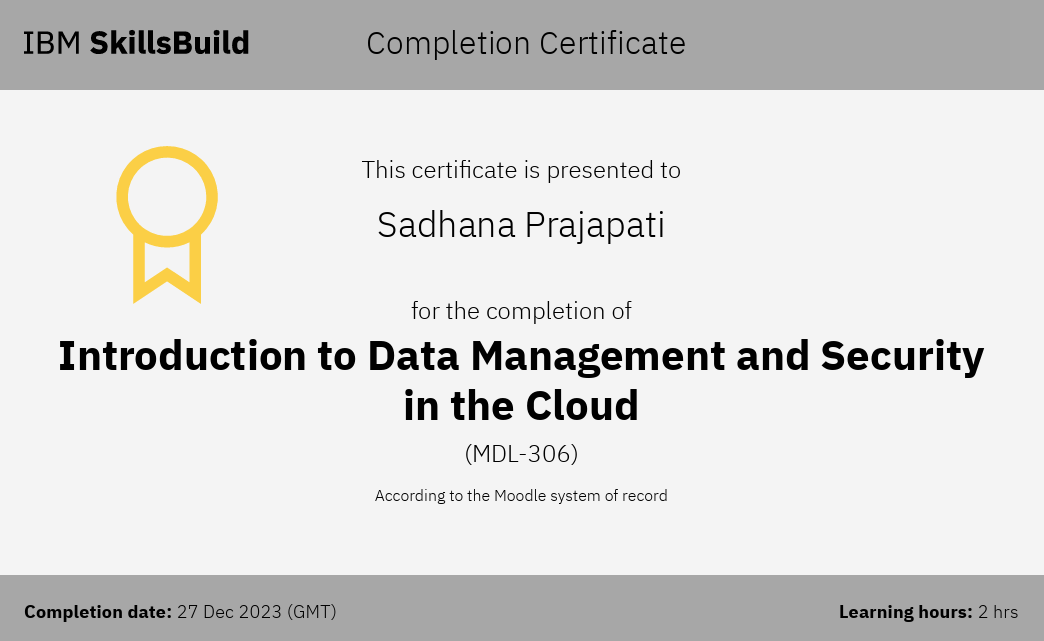 IBM SkillsBuild
Completion Certificate
This certificate is presented to
Sadhana Prajapati
for the completion of
Introduction to Data Management and Security
in the Cloud
(MDL-306)
According to the Moodle system of record
Completion date: 27 Dec 2023 (GMT)
Learning hours: 2 hrs